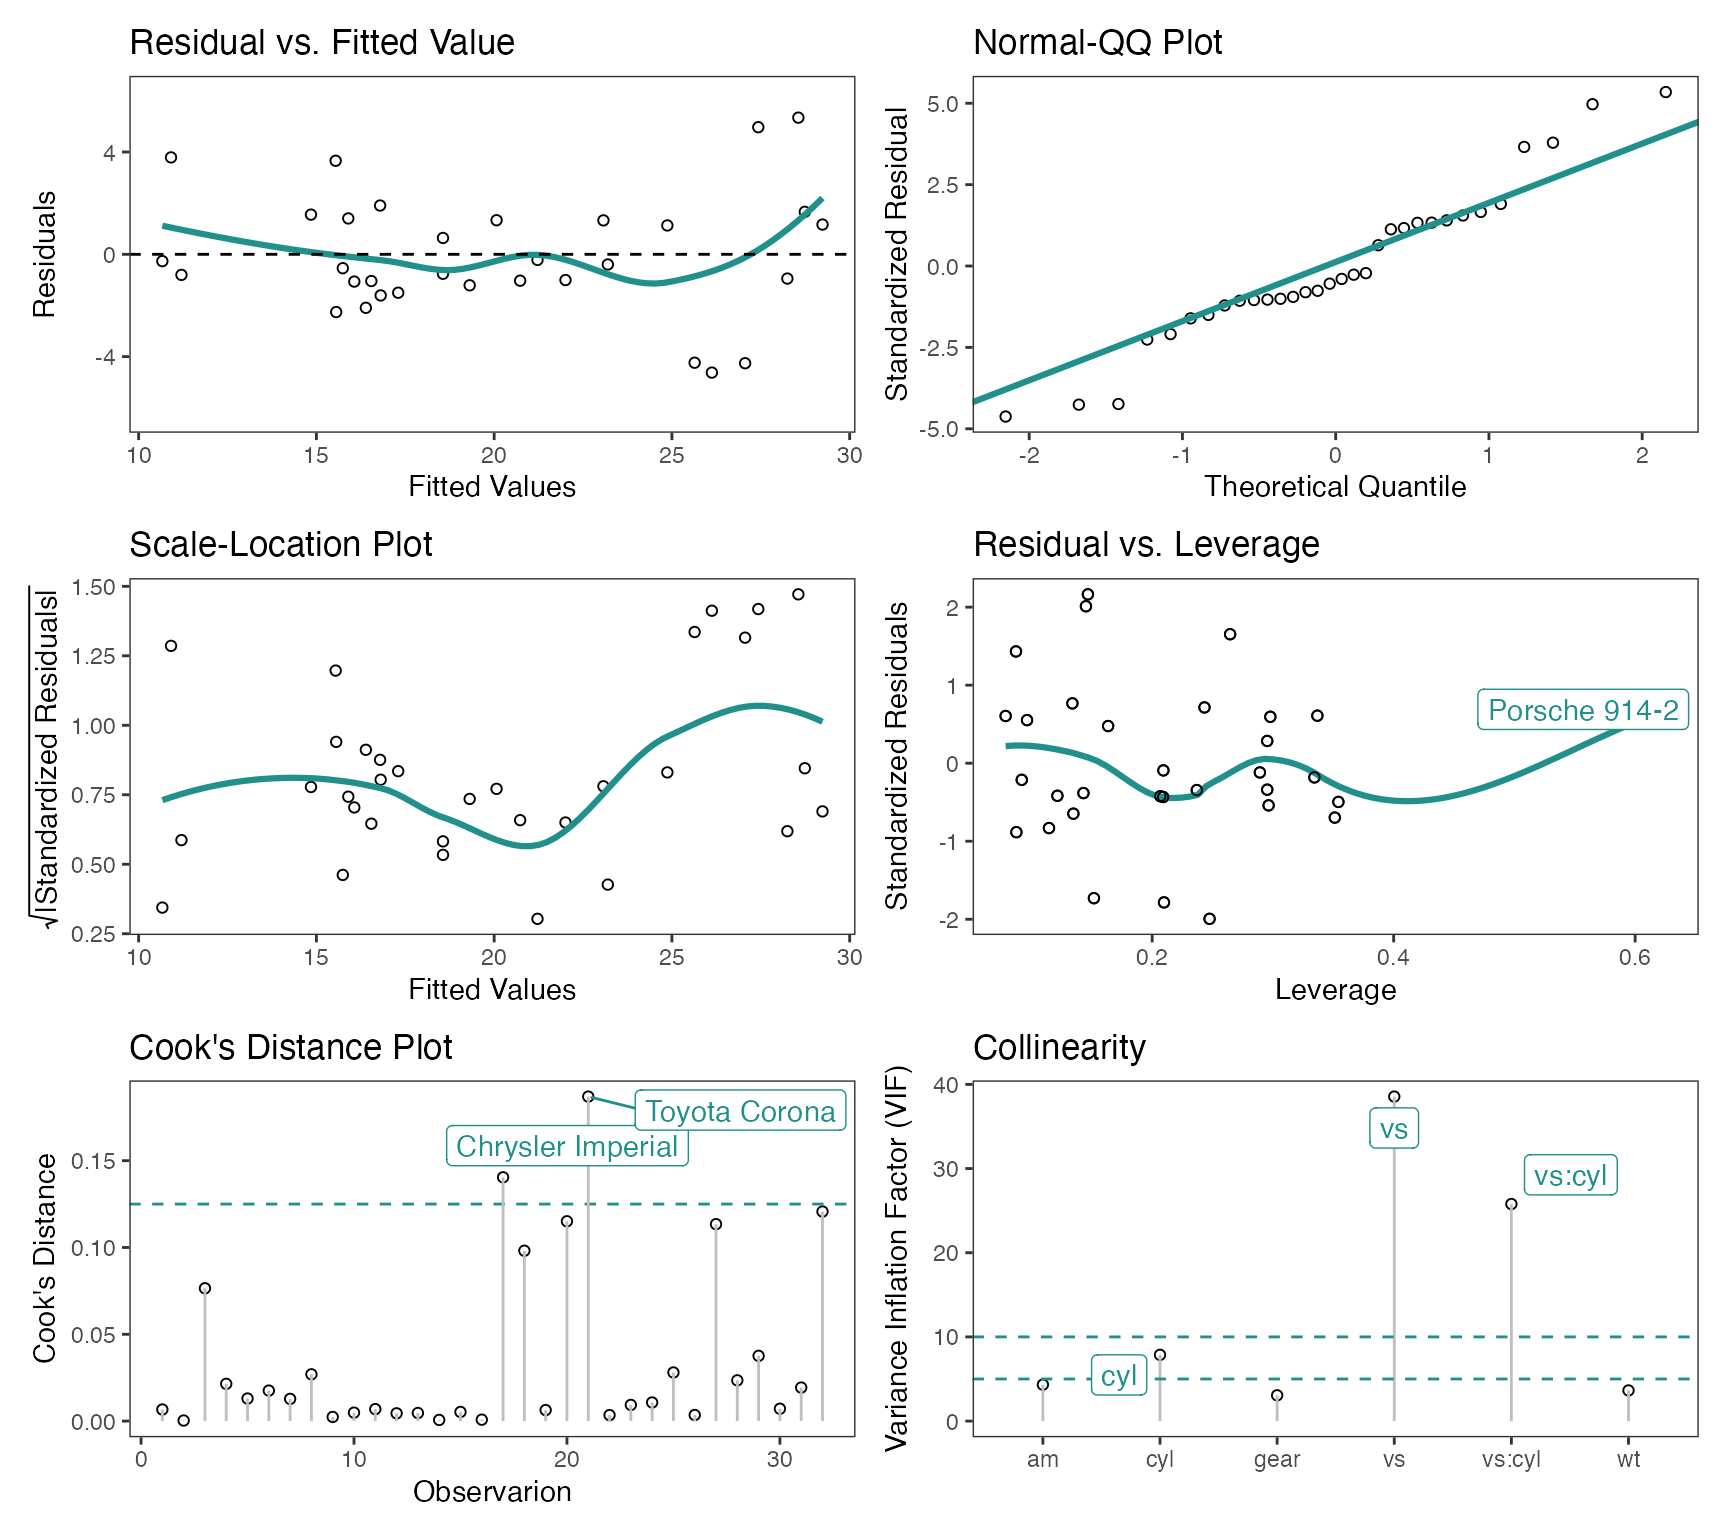 Residual vs. Fitted Value
Residuals
4
0
-4
10 15 20 25 30
Fitted Values
Normal-QQ Plot
Standardized Residual
5.0
2.5
0.0
-2.5
-5.0
-2 -1 0 1 2
Theoretical Quantile
Scale-Location Plot
√|Standardized Residuals|
1.50
1.25
1.00
0.75
0.50
0.25
10 15 20 25 30
Fitted Values
Residual vs. Leverage
Standardized Residuals
2
1
0
-1
-2
Porsche 914-2
0.2 0.4 0.6
Leverage
Cook's Distance Plot
Cook's Distance
0.15
0.10
0.05
0.00
Toyota Corona
Chrysler Imperial
0 10 20 30
Observarion
Collinearity
Variance Inflation Factor (VIF)
40
30
20
10
0
vs
vs:cyl
cyl
am cyl gear vs vs:cyl wt